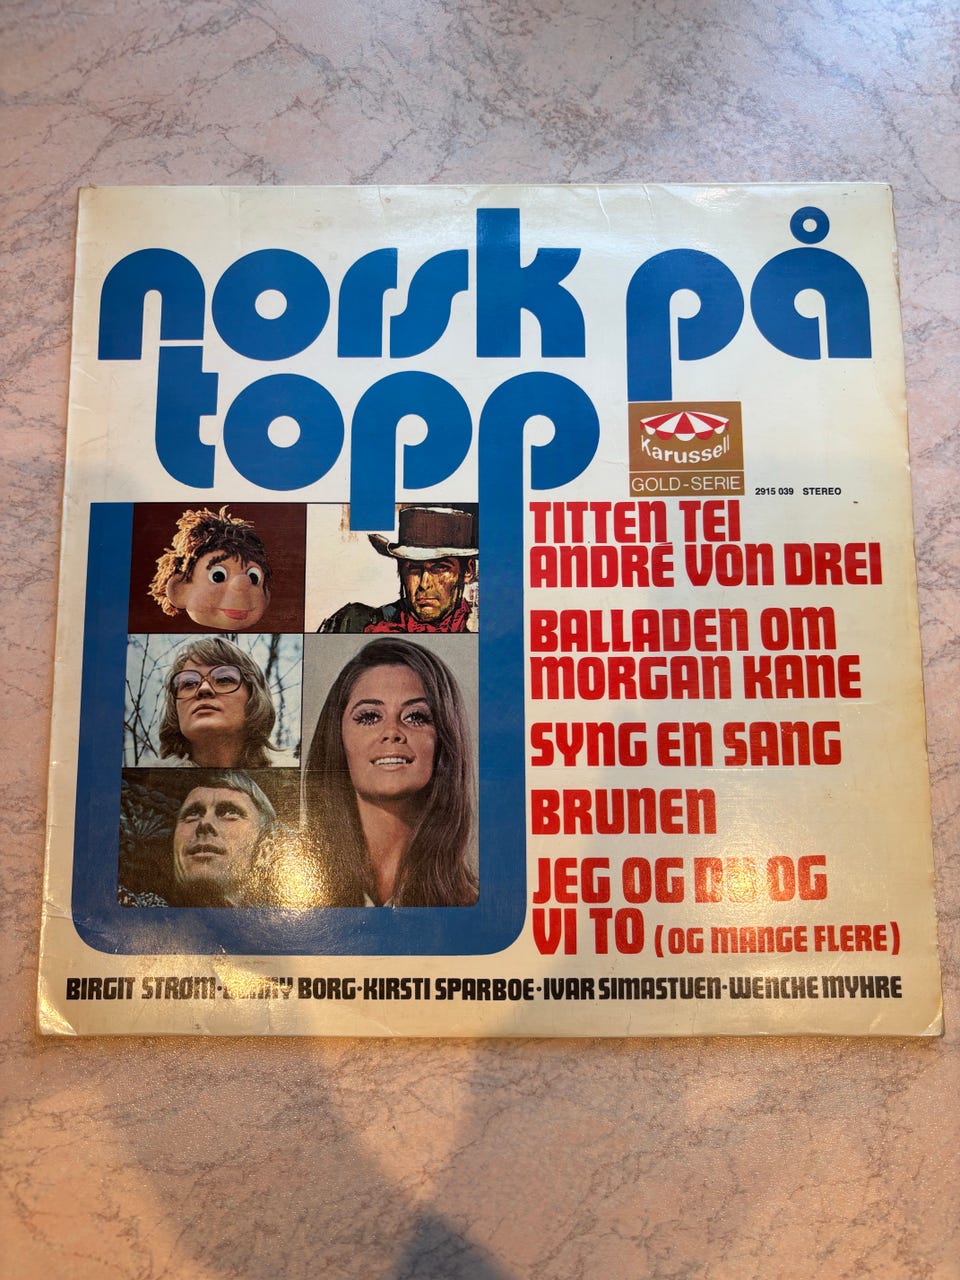 norsk på
topp
Karussell
GOLD-SERIE
2915 039 STEREO
TITTEN TEI
ANDRÉ VON DREI
BALLADEN OM
MORGAN KANE
SYNG EN SANG
BRUNEN
JEG OG DU OG
VI TO (OG MANGE FLERE)
BIRGIT STRØM·BENNY BORG·KIRSTI SPARBOE·IVAR SIMASTUEN·WENCHE MYHRE